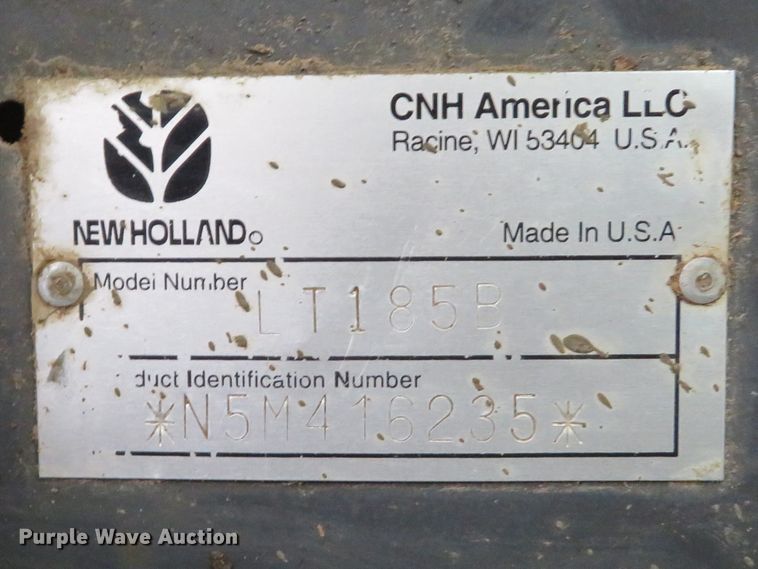 CNH America LLC
Racine, WI 53404 U.S.A.
NEW HOLLAND
Made In U.S.A.
Model Number
LT185B
duct Identification Number
*N5M416235*
Purple Wave Auction